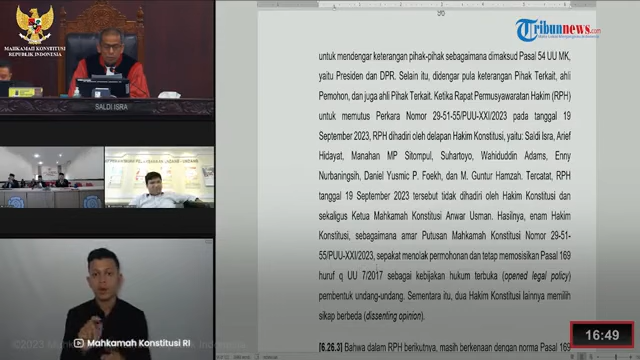 96
MAHKAMAH KONSTITUSI
REPUBLIK INDONESIA
Tribunnews.com
SALDI ISRA
untuk mendengar keterangan pihak-pihak sebagaimana dimaksud Pasal 54 UU MK,
yaitu Presiden dan DPR. Selain itu, didengar pula keterangan Pihak Terkait, ahli
Pemohon, dan juga ahli Pihak Terkait. Ketika Rapat Permusyawaratan Hakim (RPH)
untuk memutus Perkara Nomor 29-51-55/PUU-XXI/2023 pada tanggal 19
September 2023, RPH dihadiri oleh delapan Hakim Konstitusi, yaitu: Saldi Isra, Arief
Hidayat, Manahan MP Sitompul, Suhartoyo, Wahiduddin Adams, Enny
Nurbaningsih, Daniel Yusmic P. Foekh, dan M. Guntur Hamzah. Tercatat, RPH
tanggal 19 September 2023 tersebut tidak dihadiri oleh Hakim Konstitusi dan
sekaligus Ketua Mahkamah Konstitusi Anwar Usman. Hasilnya, enam Hakim
Konstitusi, sebagaimana amar Putusan Mahkamah Konstitusi Nomor 29-51-
55/PUU-XXI/2023, sepakat menolak permohonan dan tetap memosisikan Pasal 169
huruf q UU 7/2017 sebagai kebijakan hukum terbuka (opened legal policy)
pembentuk undang-undang. Sementara itu, dua Hakim Konstitusi lainnya memilih
sikap berbeda (dissenting opinion).
[6.26.3] Bahwa dalam RPH berikutnya, masih berkenaan dengan norma Pasal 169
Mahkamah Konstitusi RI
16:49